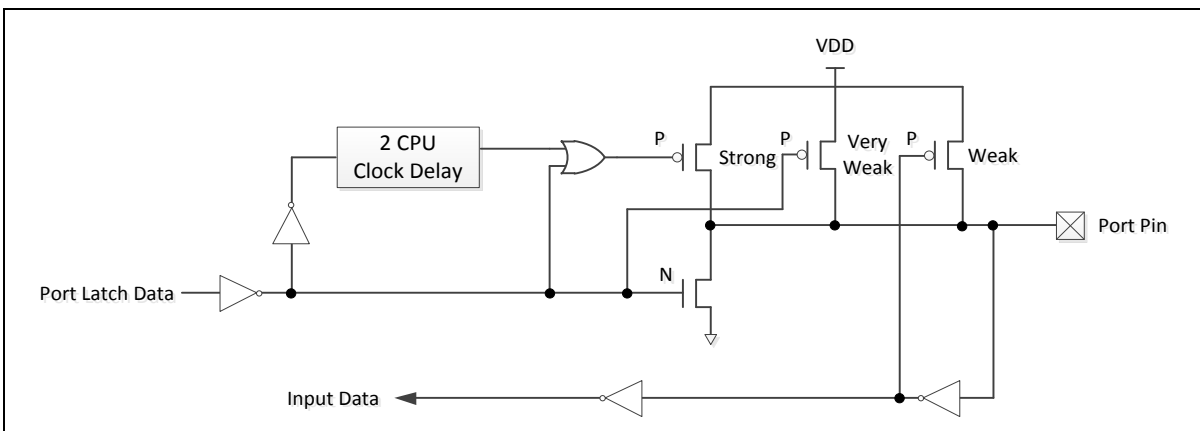 VDD
2 CPU
Clock Delay
P
Strong
P
Very
Weak
P
Weak
Port Pin
N
Port Latch Data
Input Data